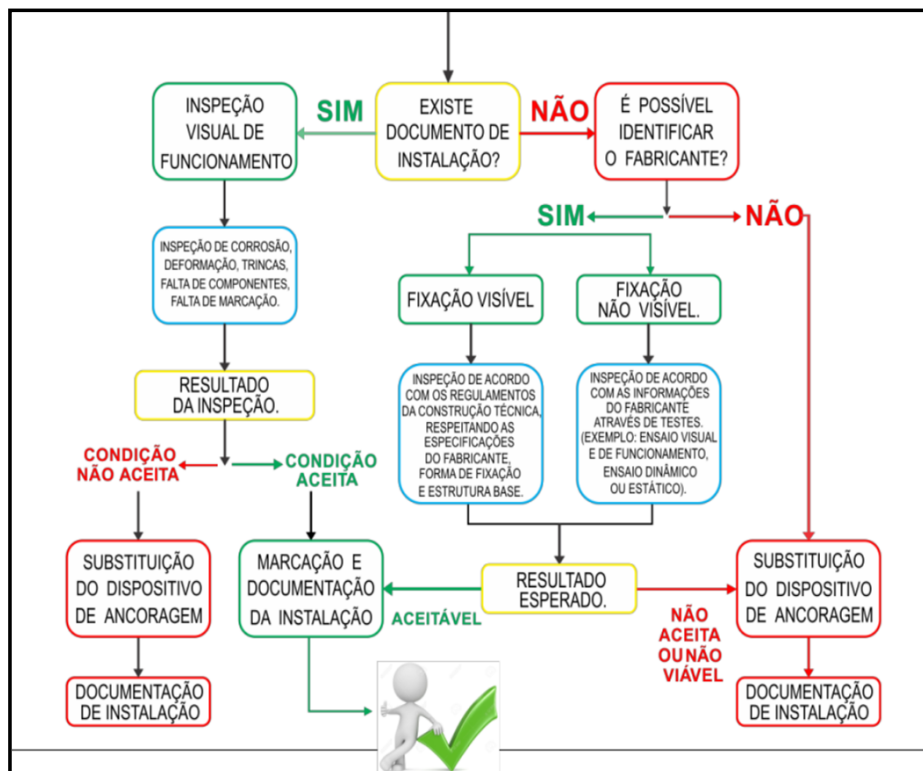 INSPEÇÃO
VISUAL DE
FUNCIONAMENTO
SIM
EXISTE
DOCUMENTO DE
INSTALAÇÃO?
NÃO
É POSSÍVEL
IDENTIFICAR
O FABRICANTE?
SIM
NÃO
INSPEÇÃO DE CORROSÃO,
DEFORMAÇÃO, TRINCAS,
FALTA DE COMPONENTES,
FALTA DE MARCAÇÃO.
FIXAÇÃO VISÍVEL
FIXAÇÃO
NÃO VISÍVEL.
RESULTADO
DA INSPEÇÃO.
INSPEÇÃO DE ACORDO
COM OS REGULAMENTOS
DA CONSTRUÇÃO TÉCNICA,
RESPEITANDO AS
ESPECIFICAÇÕES
DO FABRICANTE,
FORMA DE FIXAÇÃO
E ESTRUTURA BASE.
INSPEÇÃO DE ACORDO
COM AS INFORMAÇÕES
DO FABRICANTE
ATRAVÉS DE TESTES.
(EXEMPLO: ENSAIO VISUAL
E DE FUNCIONAMENTO,
ENSAIO DINÂMICO
OU ESTÁTICO).
CONDIÇÃO
NÃO ACEITA
CONDIÇÃO
ACEITA
SUBSTITUIÇÃO
DO DISPOSITIVO
DE ANCORAGEM
MARCAÇÃO E
DOCUMENTAÇÃO
DA INSTALAÇÃO
ACEITÁVEL
RESULTADO
ESPERADO.
NÃO
ACEITA
OU NÃO
VIÁVEL
SUBSTITUIÇÃO
DO DISPOSITIVO
DE ANCORAGEM
DOCUMENTAÇÃO
DE INSTALAÇÃO
DOCUMENTAÇÃO
DE INSTALAÇÃO